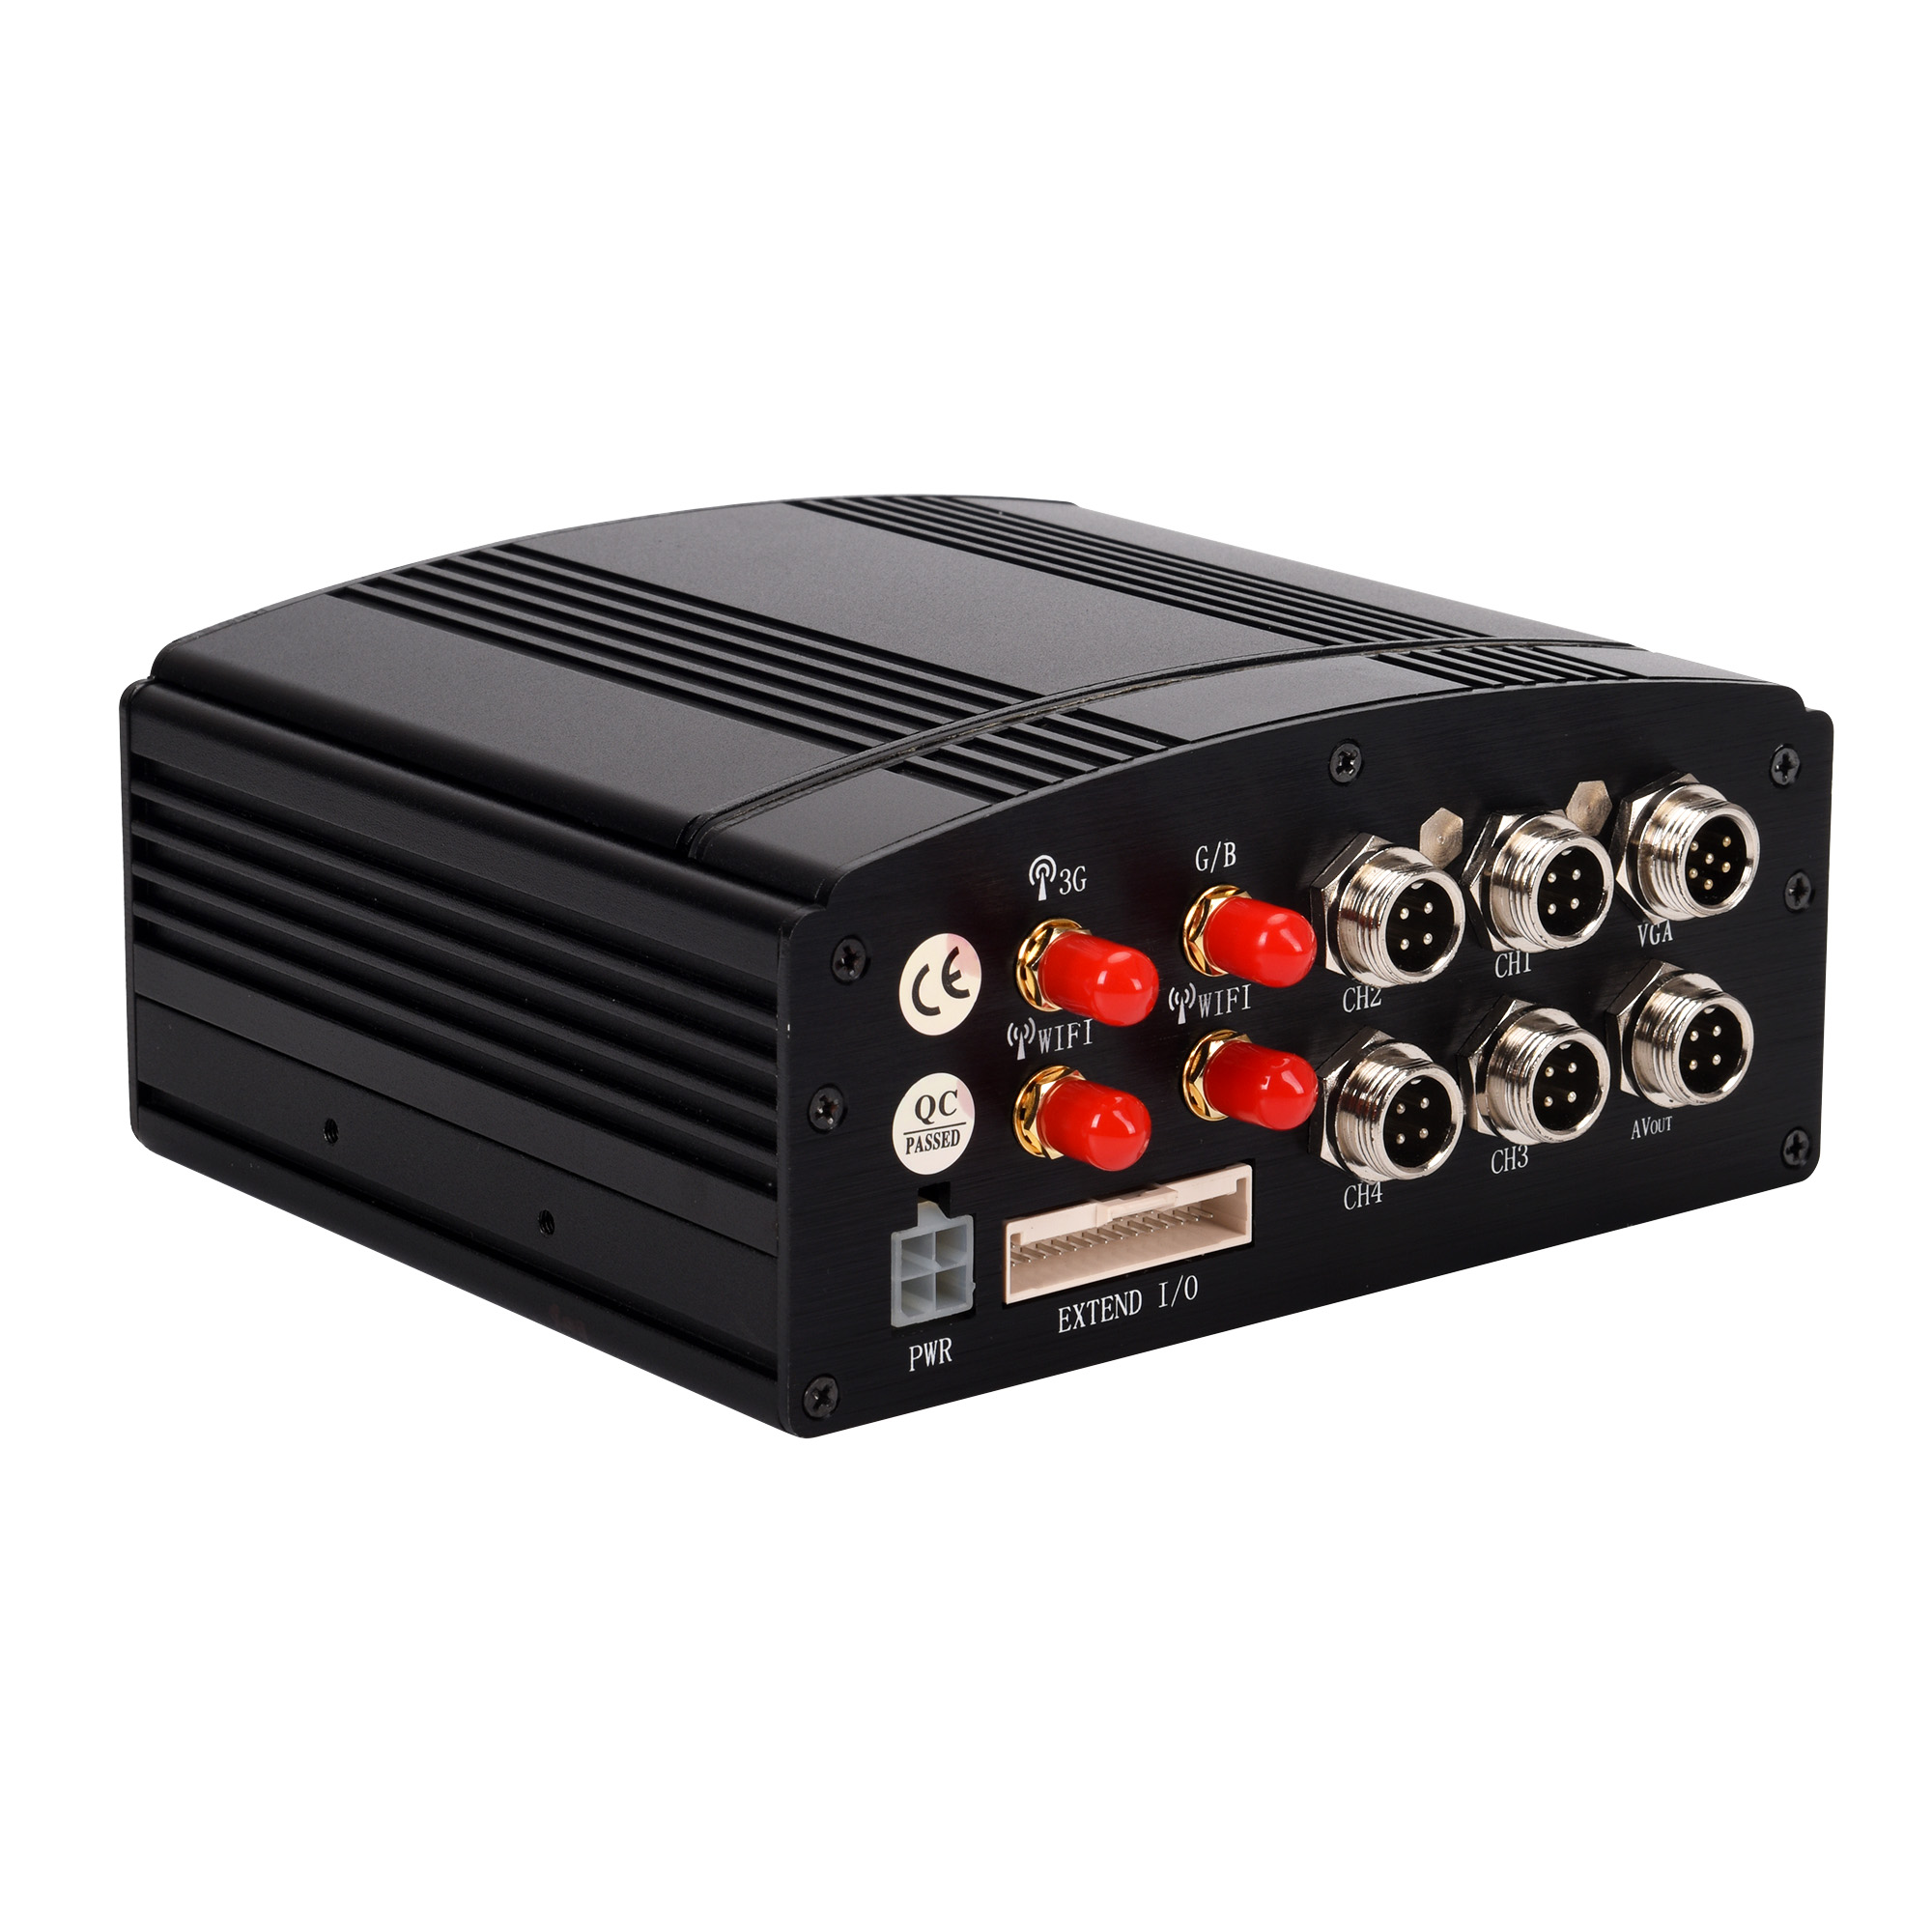 3G
G/B
CE
WIFI
WIFI
CH2
CH1
VGA
QC
PASSED
CH4
CH3
AVOUT
EXTEND I/O
PWR